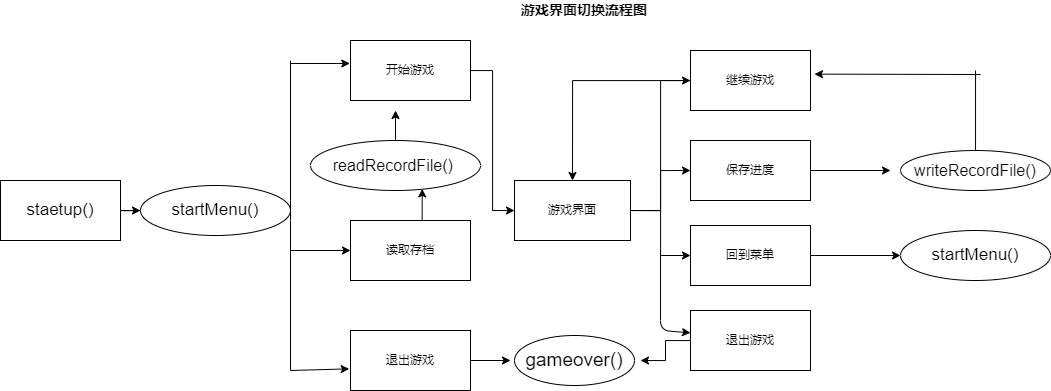 游戏界面切换流程图
开始游戏
继续游戏
readRecordFile()
保存进度
writeRecordFile()
staetup()
startMenu()
游戏界面
读取存档
回到菜单
startMenu()
退出游戏
gameover()
退出游戏